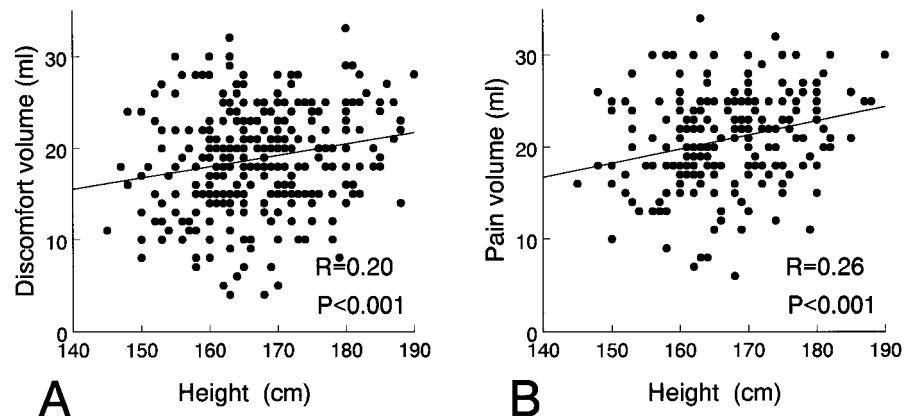 Discomfort volume (ml)
30
20
10
0
140 150 160 170 180 190
R=0.20
P<0.001
Height (cm)
A
Pain volume (ml)
30
20
10
0
140 150 160 170 180 190
R=0.26
P<0.001
Height (cm)
B